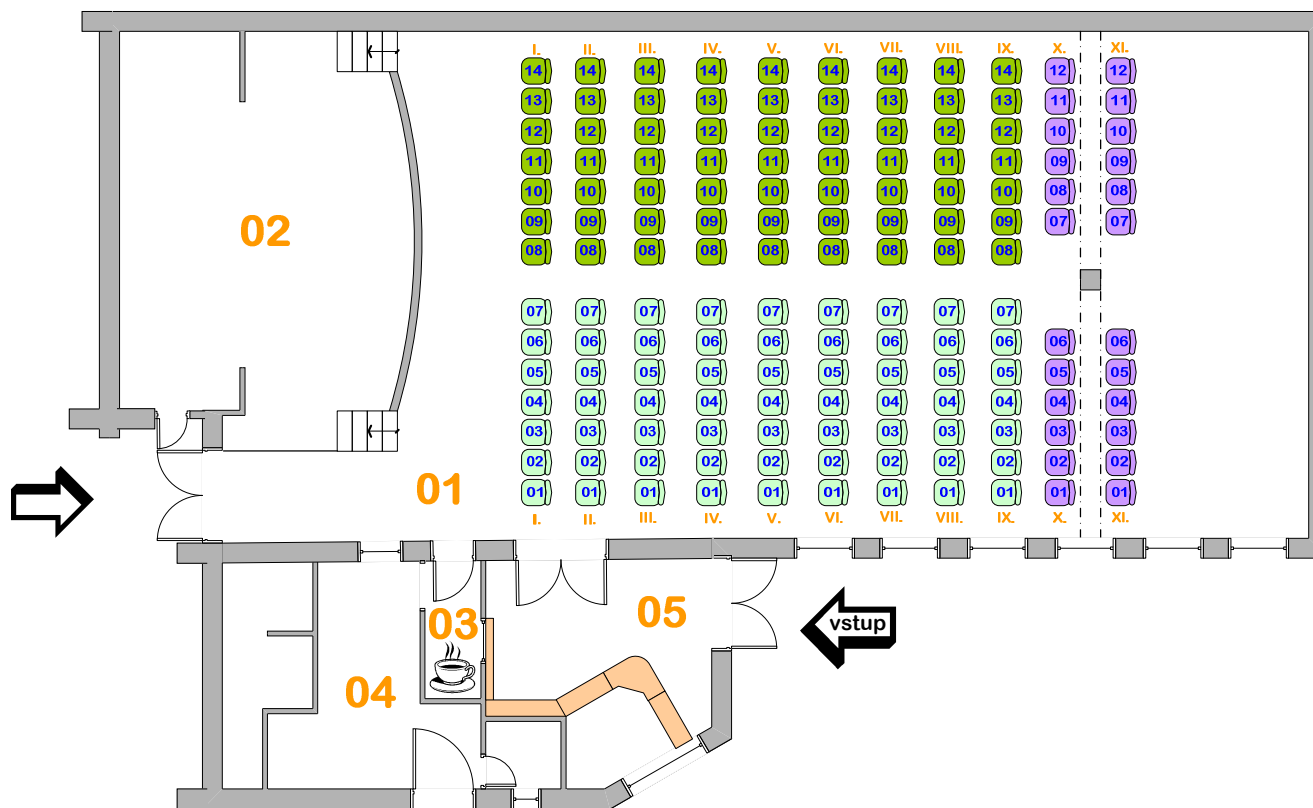 I. II. III. IV. V. VI. VII. VIII. IX. X. XI.
14 14 14 14 14 14 14 14 14 12 12
13 13 13 13 13 13 13 13 13 11 11
12 12 12 12 12 12 12 12 12 10 10
11 11 11 11 11 11 11 11 11 09 09
10 10 10 10 10 10 10 10 10 08 08
09 09 09 09 09 09 09 09 09 07 07
02
08 08 08 08 08 08 08 08 08
07 07 07 07 07 07 07 07 07
06 06 06 06 06 06 06 06 06 06 06
05 05 05 05 05 05 05 05 05 05 05
04 04 04 04 04 04 04 04 04 04 04
03 03 03 03 03 03 03 03 03 03 03
02 02 02 02 02 02 02 02 02 02 02
01
01 01 01 01 01 01 01 01 01 01 01
I. II. III. IV. V. VI. VII. VIII. IX. X. XI.
03
05
vstup
04